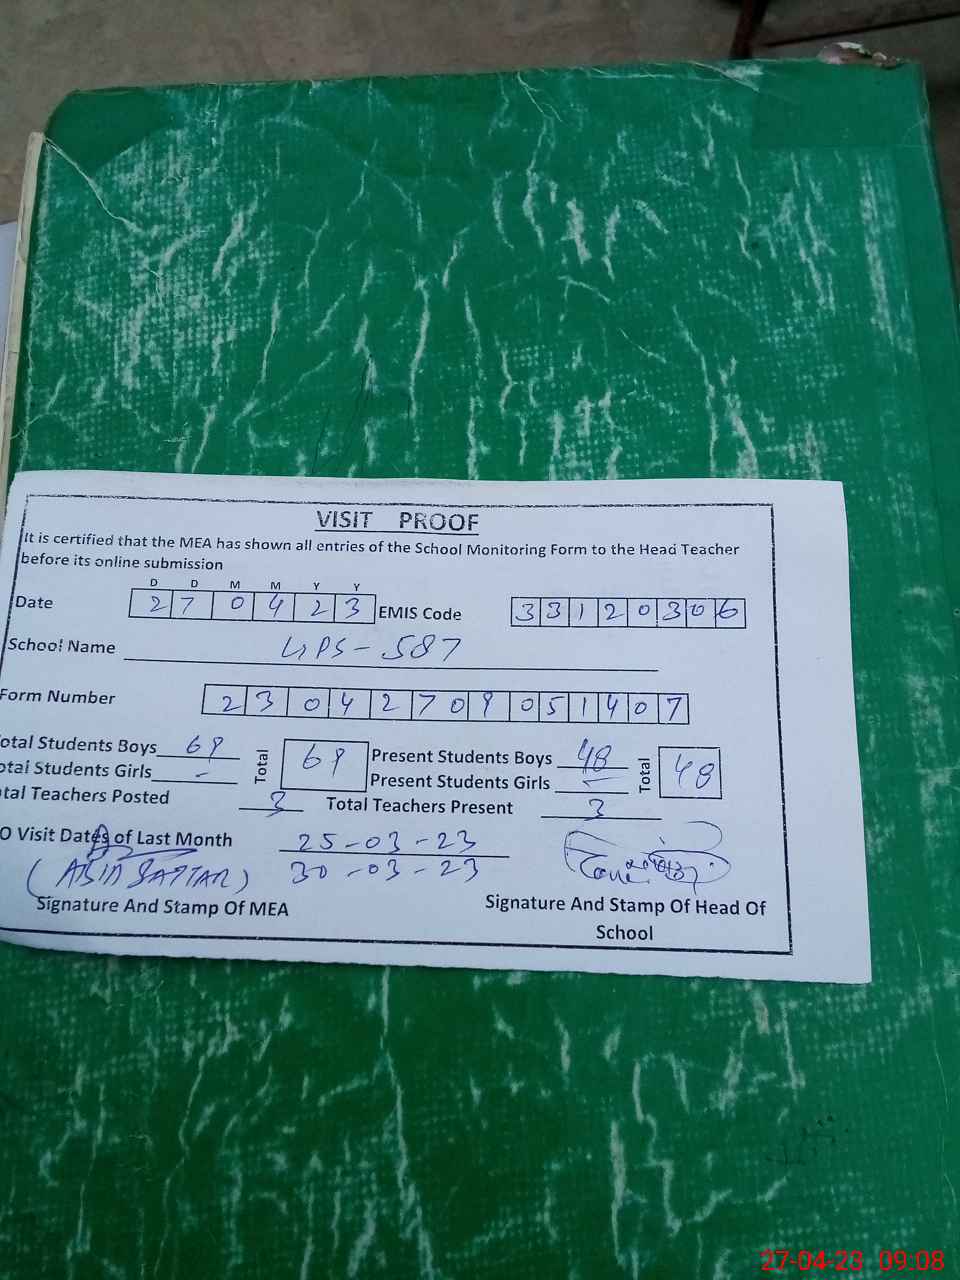 VISIT PROOF
It is certified that the MEA has shown all entries of the School Monitoring Form to the Head Teacher
before its online submission
D D M M Y Y
Date 2 7 0 4 2 3 EMIS Code 3 3 1 2 0 3 0 6
School Name GPS - 587
Form Number 2 3 0 4 2 7 0 9 0 5 1 4 0 7
otal Students Boys 69 Total 69 Present Students Boys 48 Total 48
otal Students Girls - Present Students Girls -
tal Teachers Posted 3 Total Teachers Present 3
O Visit Dates of Last Month 25-03-23
30-03-23
(ABID SATTAR)
Signature And Stamp Of MEA
Signature And Stamp Of Head Of
School
27-04-23 09:08